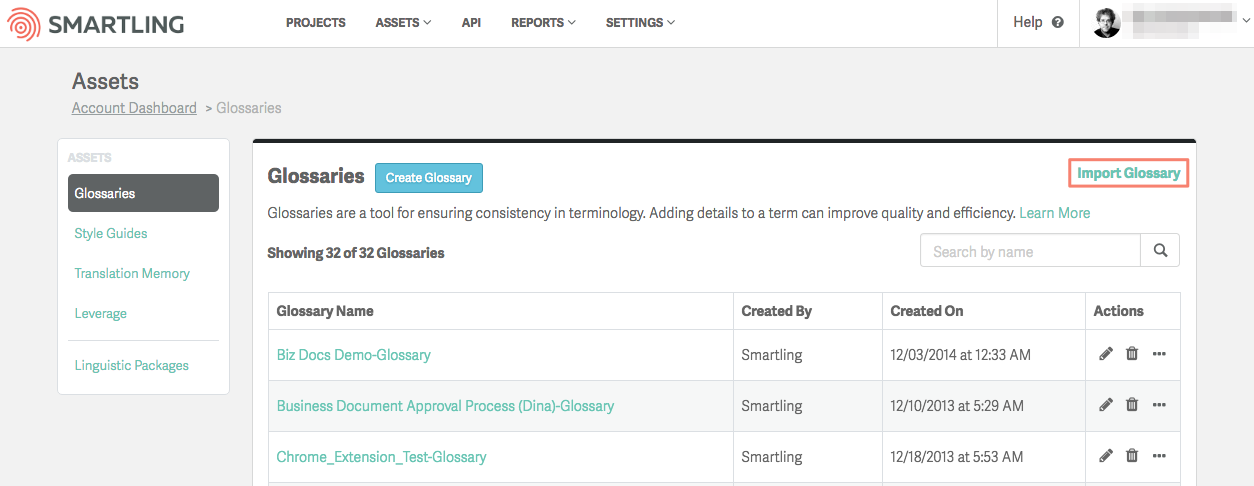 SMARTLING PROJECTS ASSETS API REPORTS SETTINGS Help
Assets
Account Dashboard > Glossaries
ASSETS
Glossaries
Style Guides
Translation Memory
Leverage
Linguistic Packages
Glossaries Create Glossary Import Glossary
Glossaries are a tool for ensuring consistency in terminology. Adding details to a term can improve quality and efficiency. Learn More
Showing 32 of 32 Glossaries Search by name
Glossary Name Created By Created On Actions
Biz Docs Demo-Glossary Smartling 12/03/2014 at 12:33 AM
Business Document Approval Process (Dina)-Glossary Smartling 12/10/2013 at 5:29 AM
Chrome_Extension_Test-Glossary Smartling 12/18/2013 at 5:53 AM